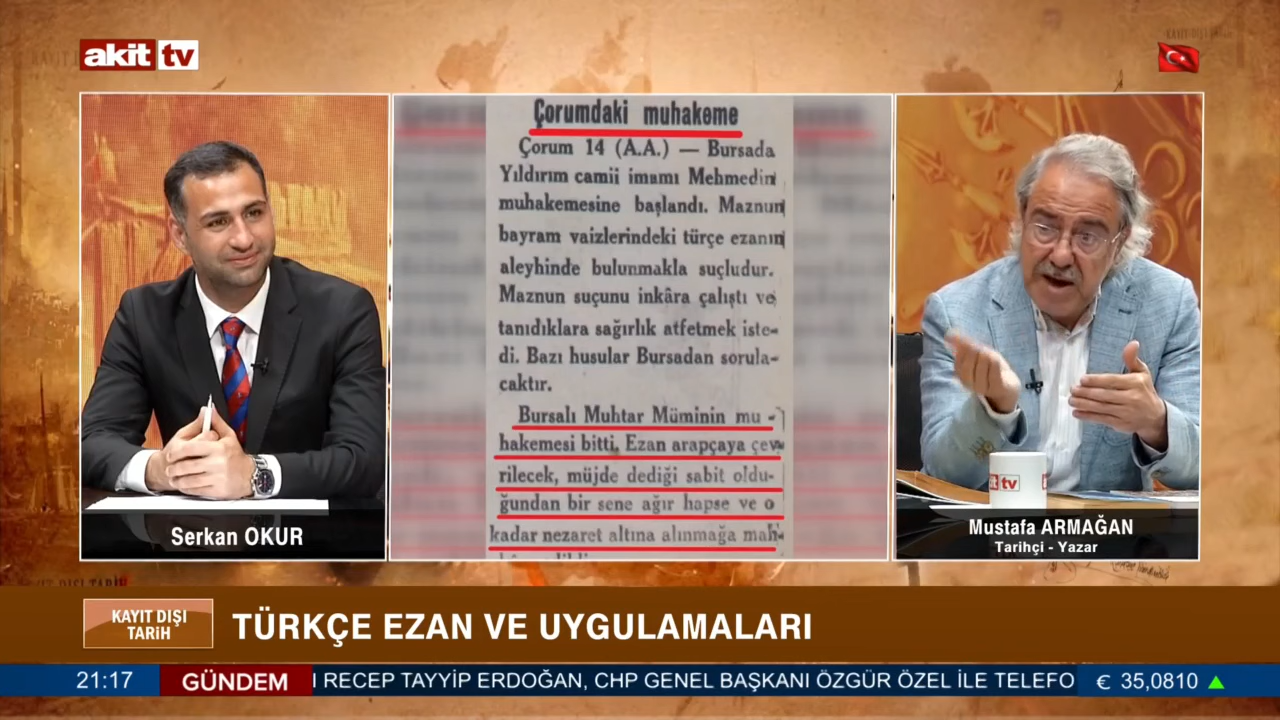 akit tv
Çorumdaki muhakeme
Çorum 14 (A.A.) — Bursada
Yıldırım camii imamı Mehmedin
muhakemesine başlandı. Maznun
bayram vaizlerindeki türçe ezanın
aleyhinde bulunmakla suçludur.
Maznun suçunu inkâra çalıştı ve
tanıdıklara sağırlık atfetmek iste-
di. Bazı husular Bursadan sorula-
caktır.
Bursalı Muhtar Müminin mu-
hakemesi bitti. Ezan arapçaya çev-
rilecek, müjde dediği sabit oldu-
ğundan bir sene ağır hapse ve o
kadar nezaret altına alınmağa mah-
tv
Serkan OKUR
Mustafa ARMAĞAN
Tarihçi - Yazar
KAYIT DIŞI
TARİH
TÜRKÇE EZAN VE UYGULAMALARI
21:17 GÜNDEM RECEP TAYYİP ERDOĞAN, CHP GENEL BAŞKANI ÖZGÜR ÖZEL İLE TELEFO € 35,0810